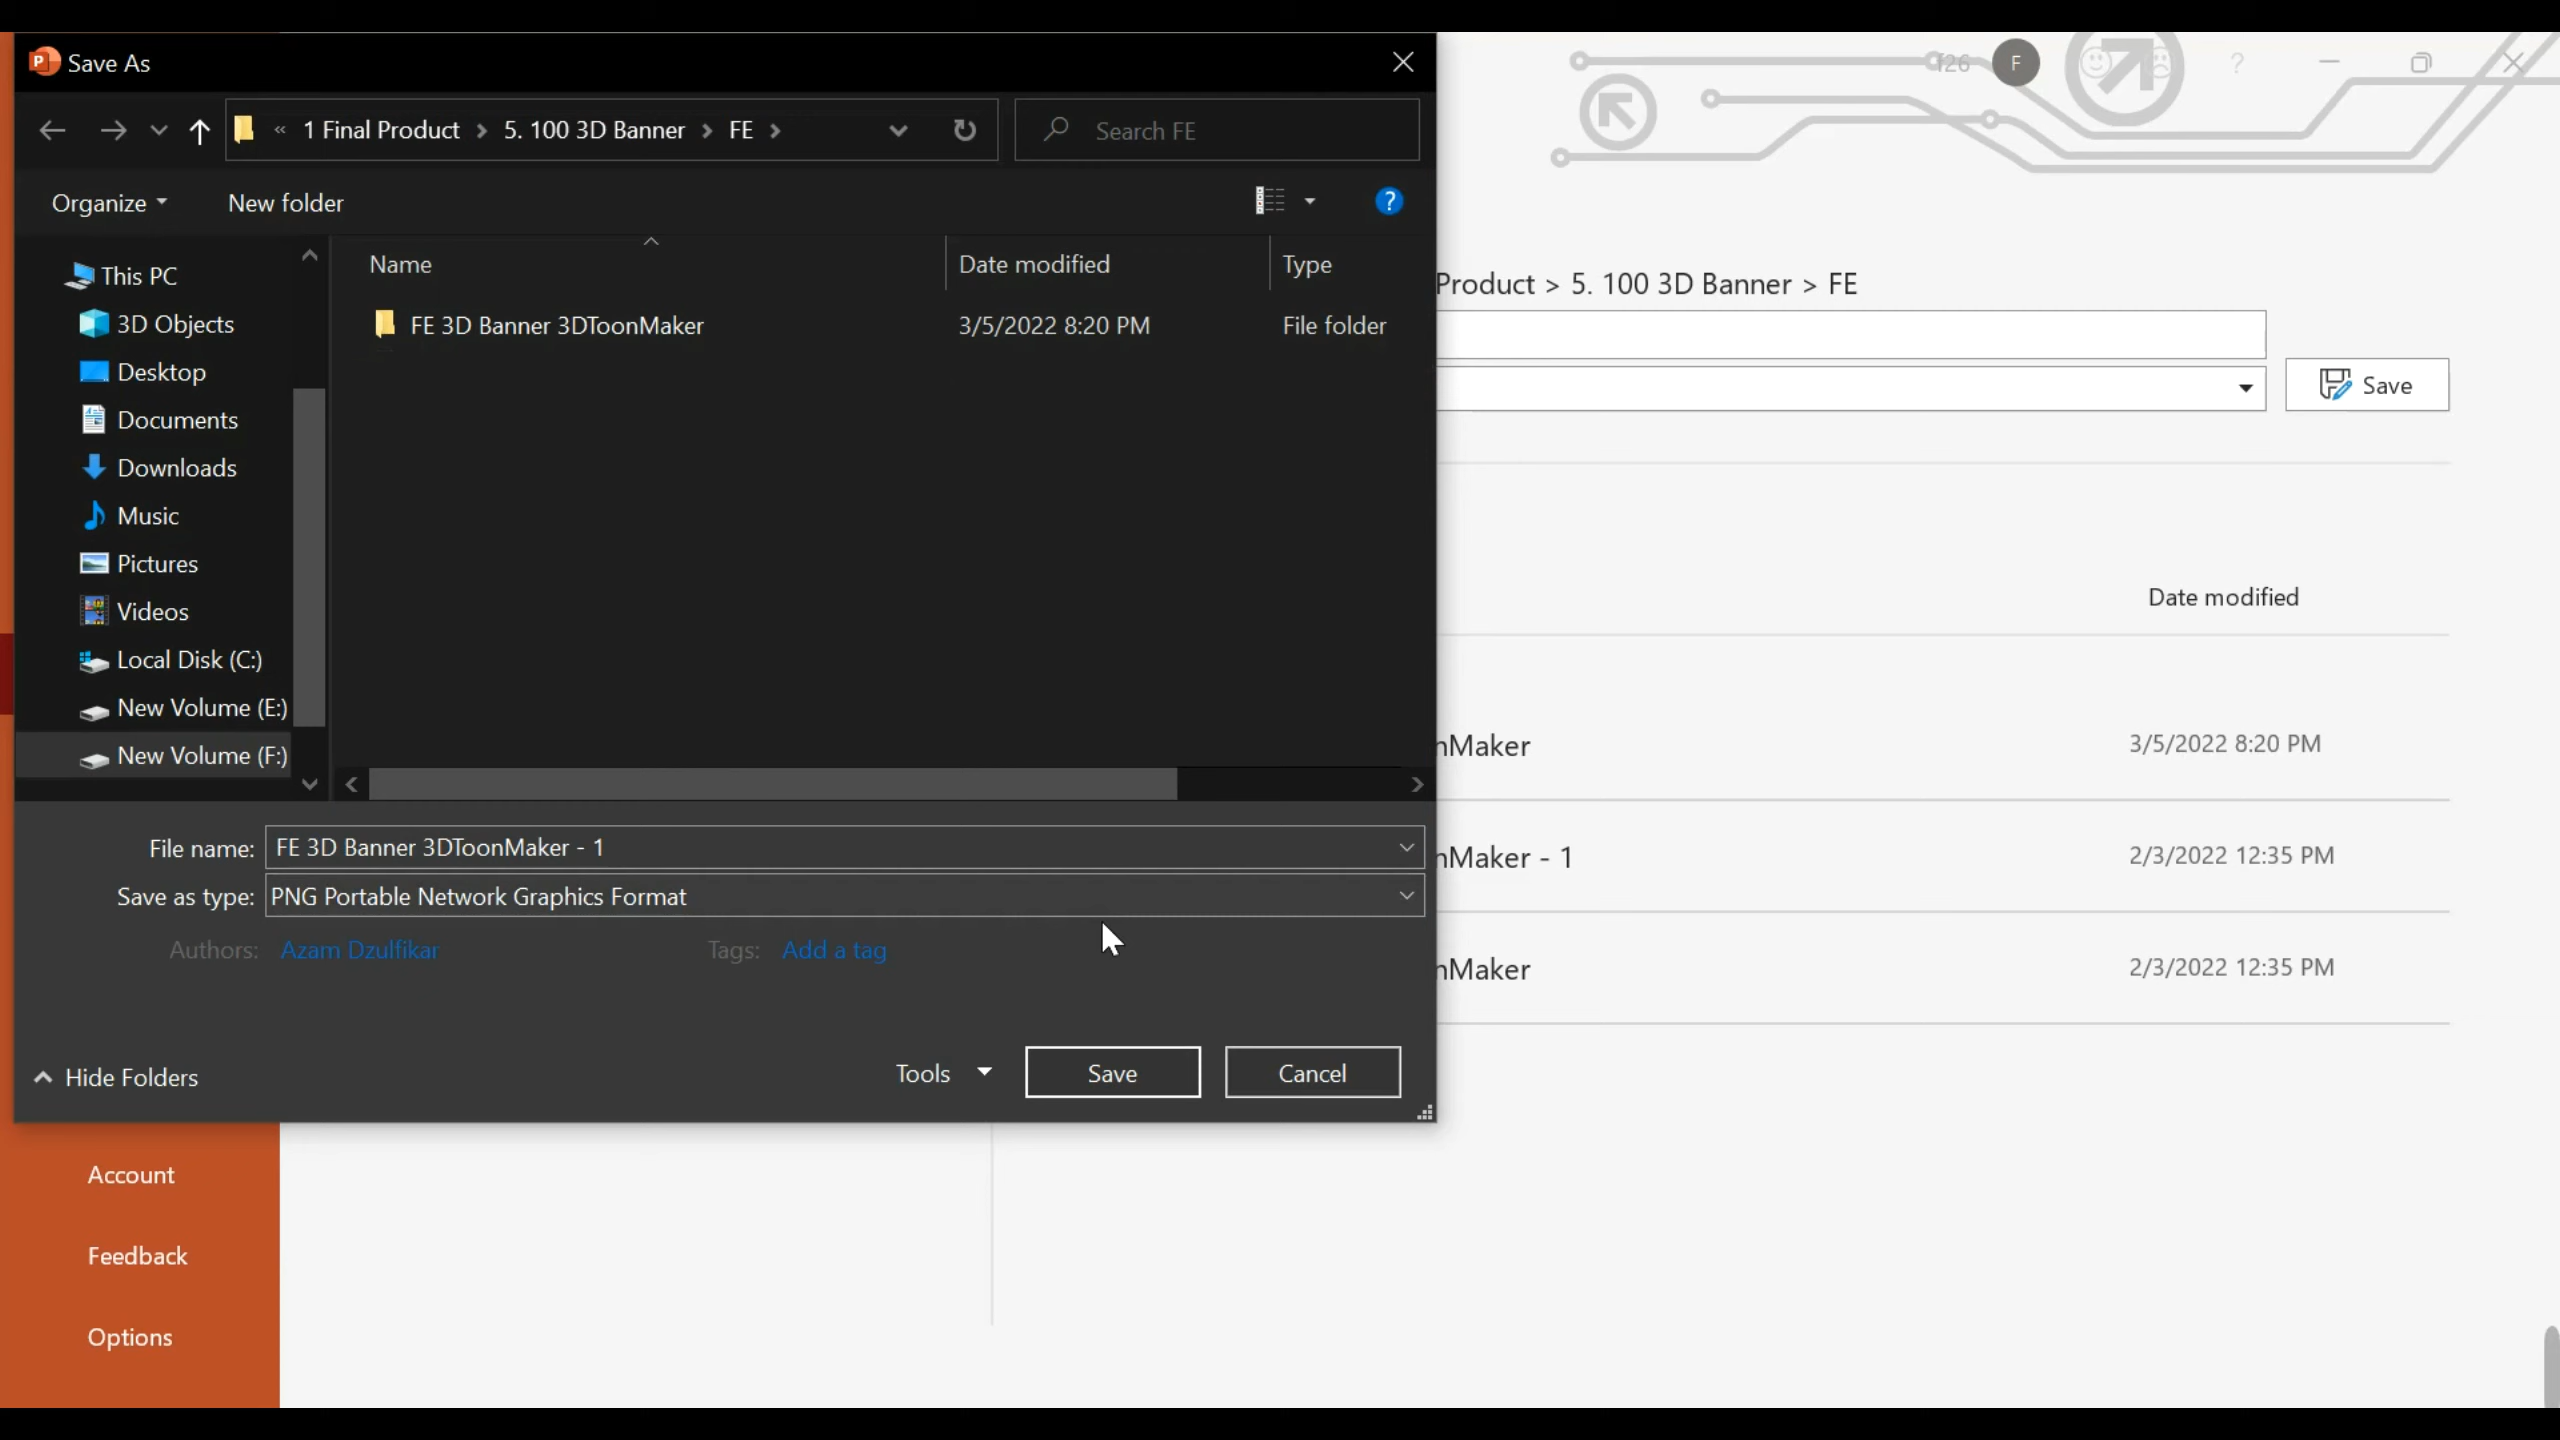 Save As
« 1 Final Product > 5. 100 3D Banner > FE >
Search FE
Organize
New folder
Name
Date modified
Type
FE 3D Banner 3DToonMaker
3/5/2022 8:20 PM
File folder
This PC
3D Objects
Desktop
Documents
Downloads
Music
Pictures
Videos
Local Disk (C:)
New Volume (E:)
New Volume (F:)
File name: FE 3D Banner 3DToonMaker - 1
Save as type: PNG Portable Network Graphics Format
Authors: Azam Dzulfikar
Tags: Add a tag
Hide Folders
Tools
Save
Cancel
Account
Feedback
Options
f26
F
?
Product > 5. 100 3D Banner > FE
Save
Date modified
nMaker
3/5/2022 8:20 PM
nMaker - 1
2/3/2022 12:35 PM
nMaker
2/3/2022 12:35 PM